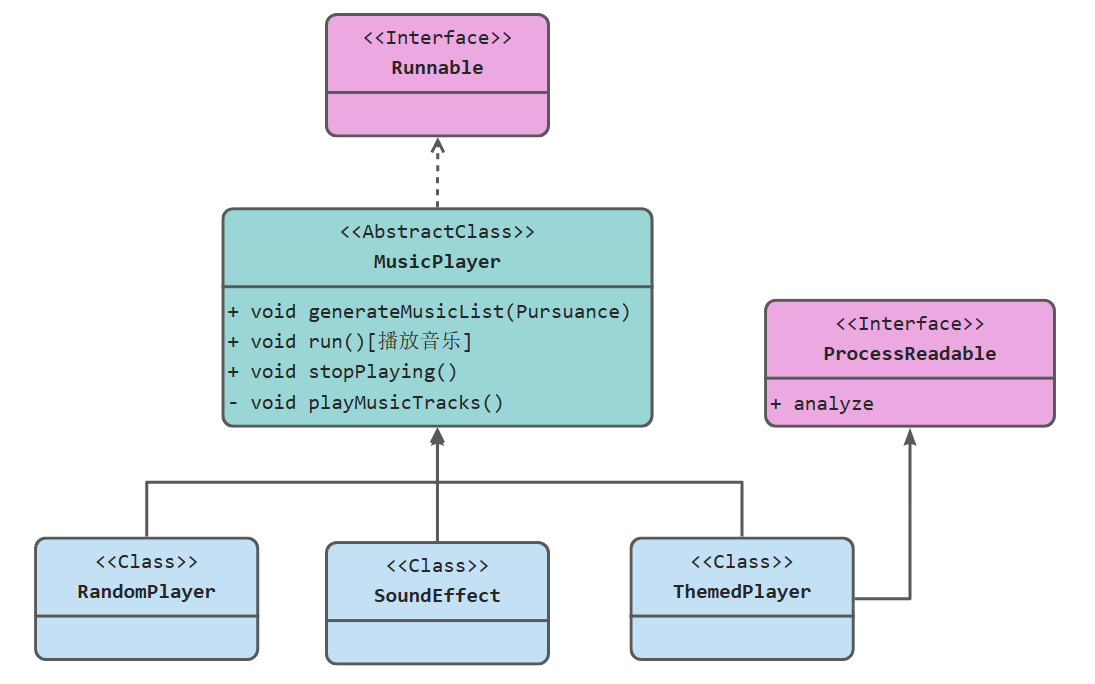 <<Interface>>
Runnable
<<AbstractClass>>
MusicPlayer
+ void generateMusicList(Pursuance)
+ void run()[播放音乐]
+ void stopPlaying()
- void playMusicTracks()
<<Interface>>
ProcessReadable
+ analyze
<<Class>>
RandomPlayer
<<Class>>
SoundEffect
<<Class>>
ThemedPlayer